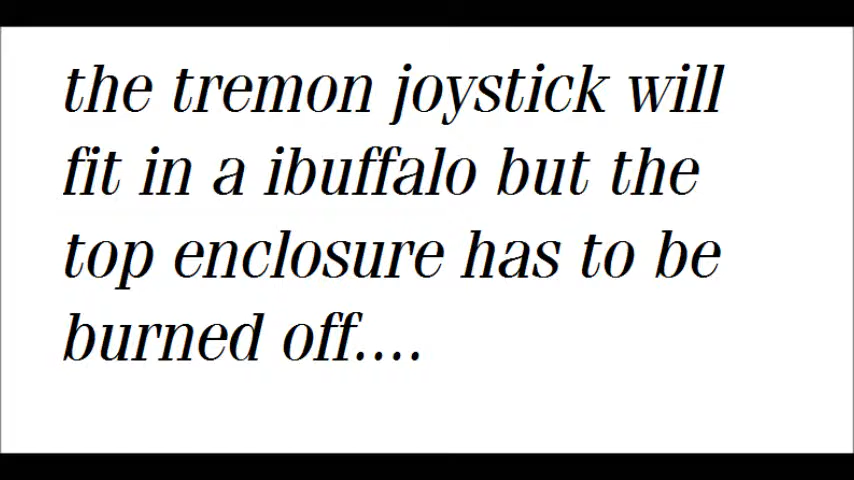 the tremon joystick will
fit in a ibuffalo but the
top enclosure has to be
burned off....